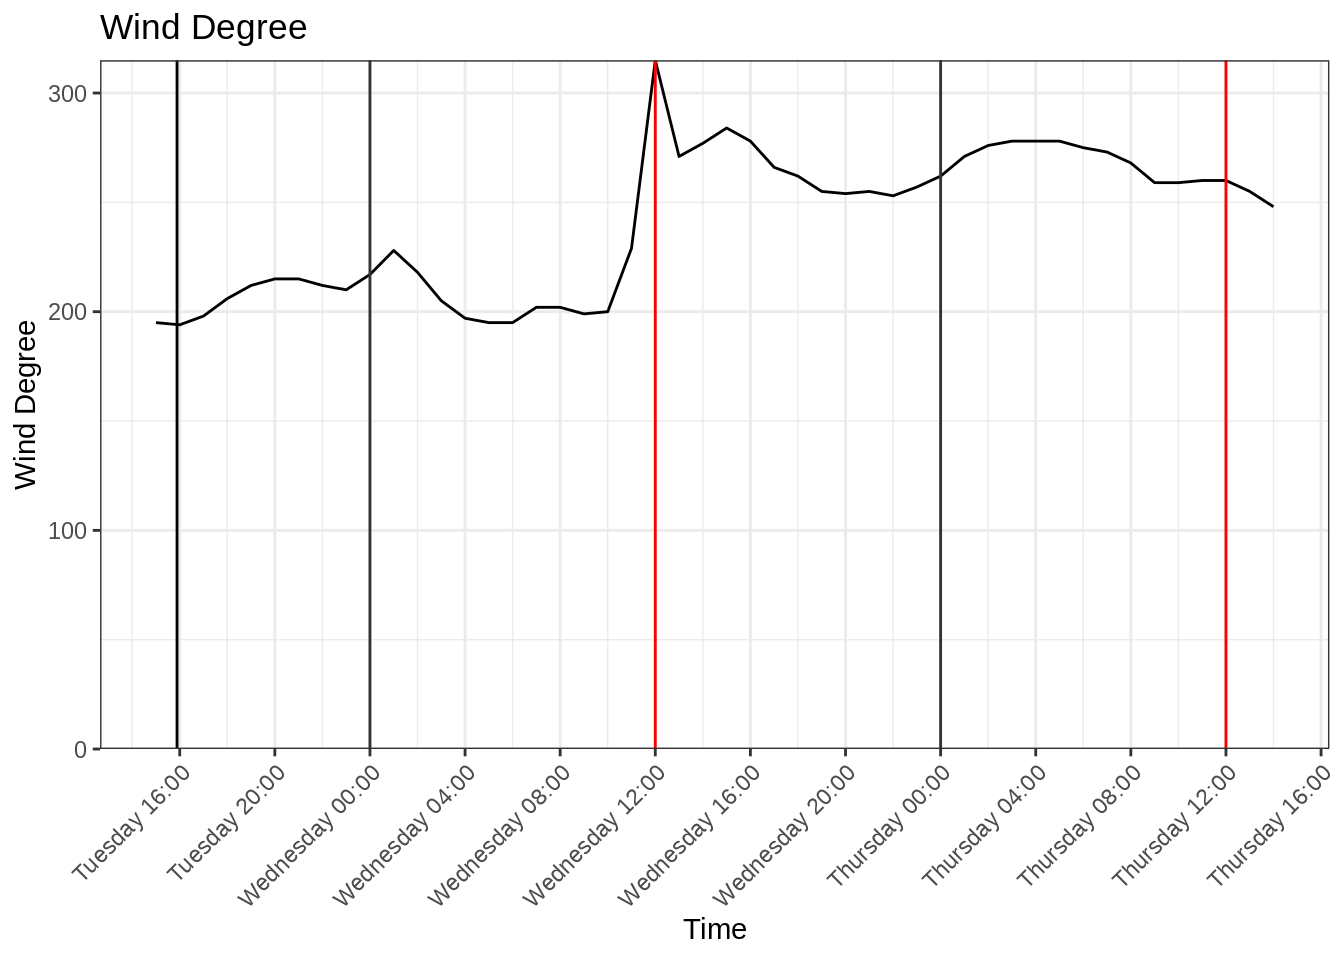 Wind Degree
Wind Degree
300
200
100
0
Tuesday 16:00
Tuesday 20:00
Wednesday 00:00
Wednesday 04:00
Wednesday 08:00
Wednesday 12:00
Wednesday 16:00
Wednesday 20:00
Thursday 00:00
Thursday 04:00
Thursday 08:00
Thursday 12:00
Thursday 16:00
Time